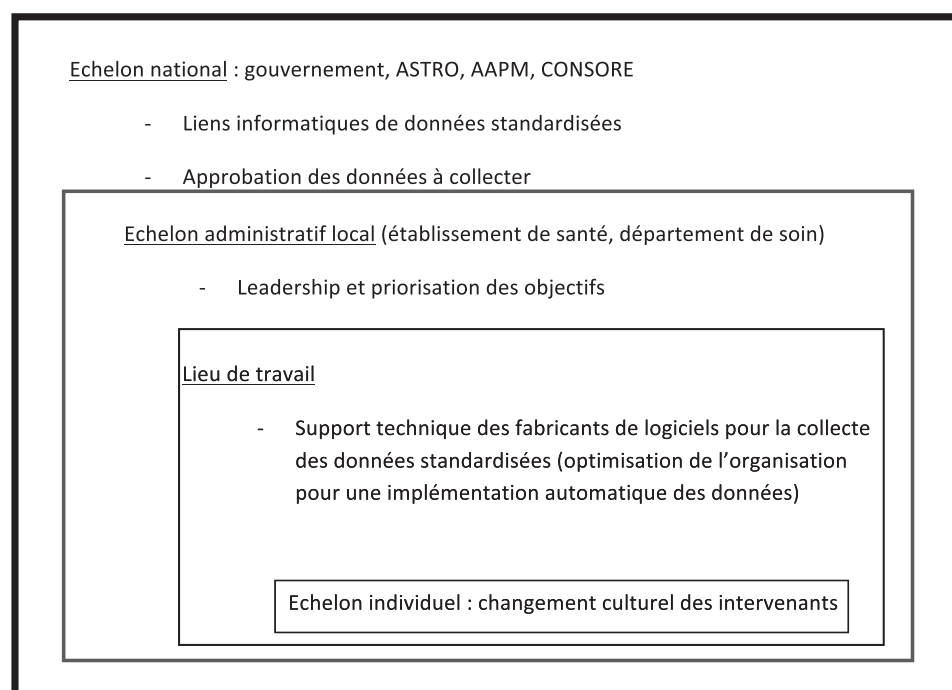 Echelon national : gouvernement, ASTRO, AAPM, CONSORE
- Liens informatiques de données standardisées
- Approbation des données à collecter
Echelon administratif local (établissement de santé, département de soin)
- Leadership et priorisation des objectifs
Lieu de travail
- Support technique des fabricants de logiciels pour la collecte
des données standardisées (optimisation de l’organisation
pour une implémentation automatique des données)
Echelon individuel : changement culturel des intervenants